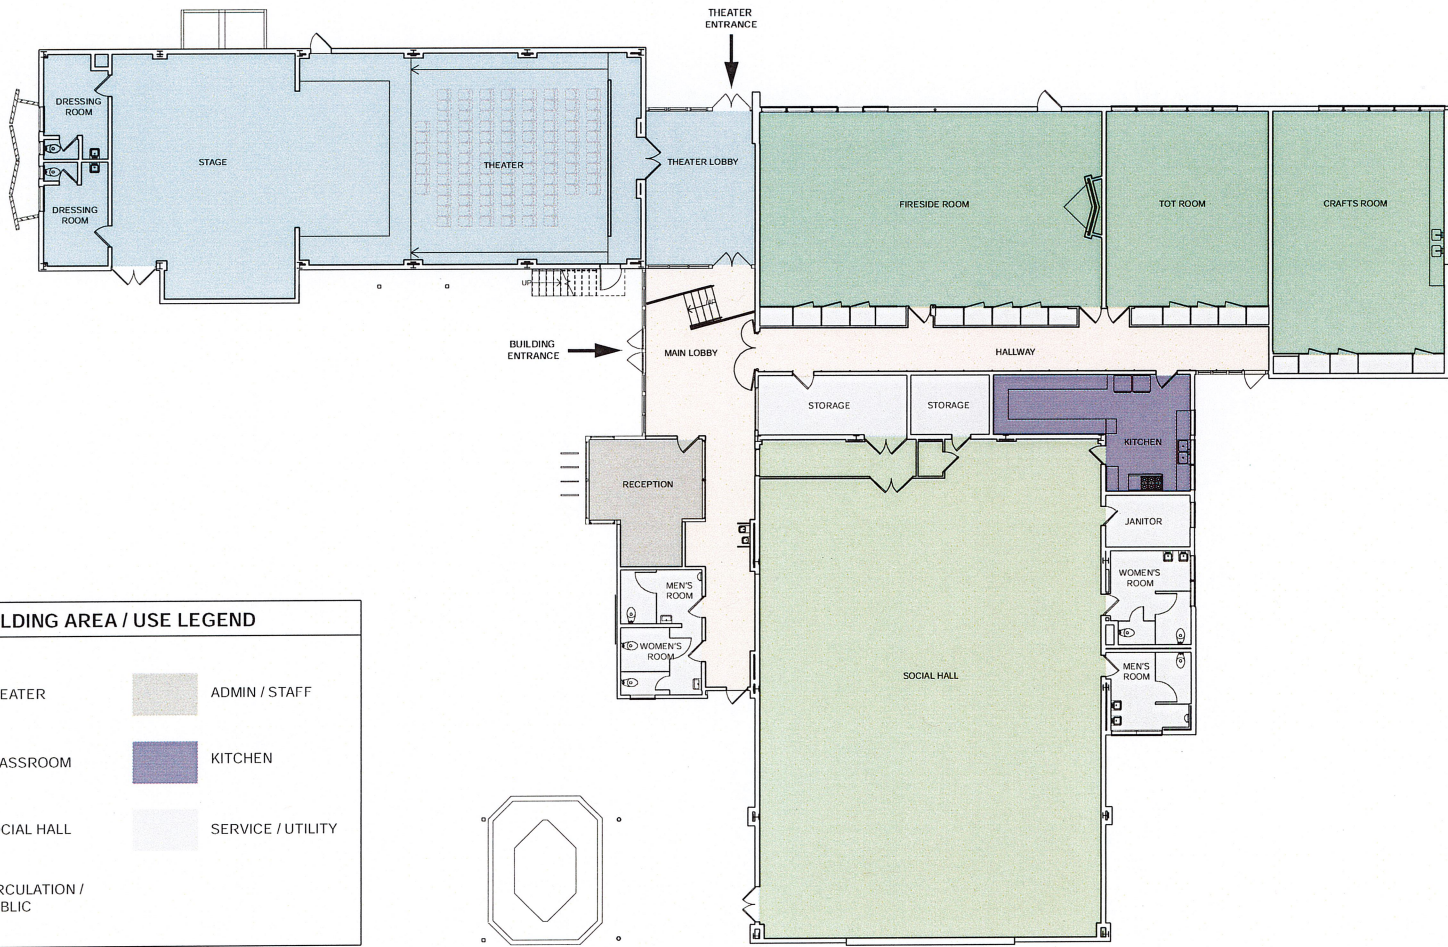 THEATER
ENTRANCE
DRESSING
ROOM
STAGE
THEATER
THEATER LOBBY
FIRESIDE ROOM
TOT ROOM
CRAFTS ROOM
DRESSING
ROOM
UP
BUILDING
ENTRANCE
MAIN LOBBY
HALLWAY
STORAGE
STORAGE
KITCHEN
RECEPTION
JANITOR
MEN'S
ROOM
WOMEN'S
ROOM
WOMEN'S
ROOM
MEN'S
ROOM
SOCIAL HALL
LDING AREA / USE LEGEND
EATER
ADMIN / STAFF
ASSROOM
KITCHEN
CIAL HALL
SERVICE / UTILITY
RCULATION /
BLIC